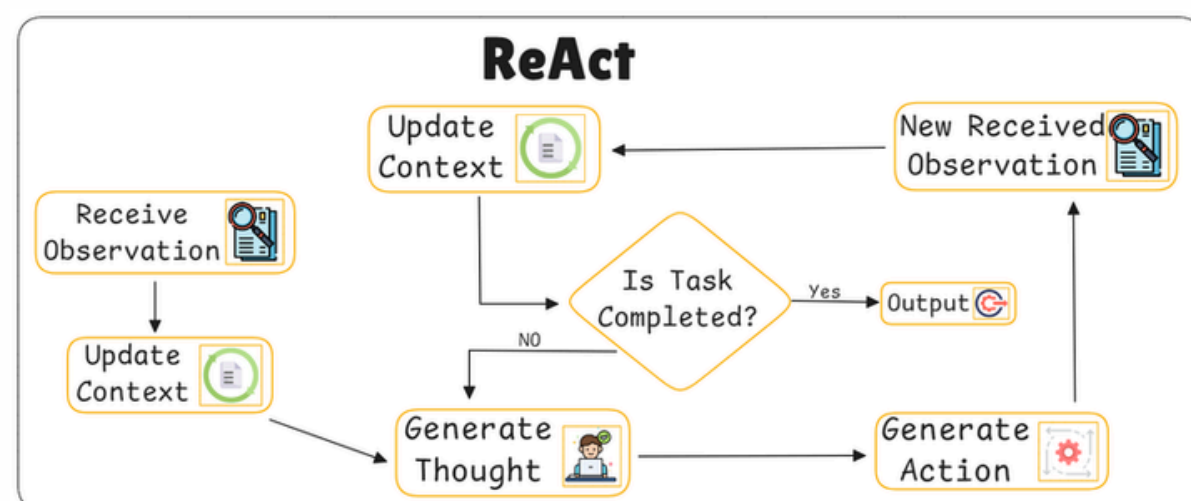 ReAct
Receive
Observation
Update
Context
Generate
Thought
Generate
Action
New Received
Observation
Update
Context
Is Task
Completed?
Yes
Output
NO